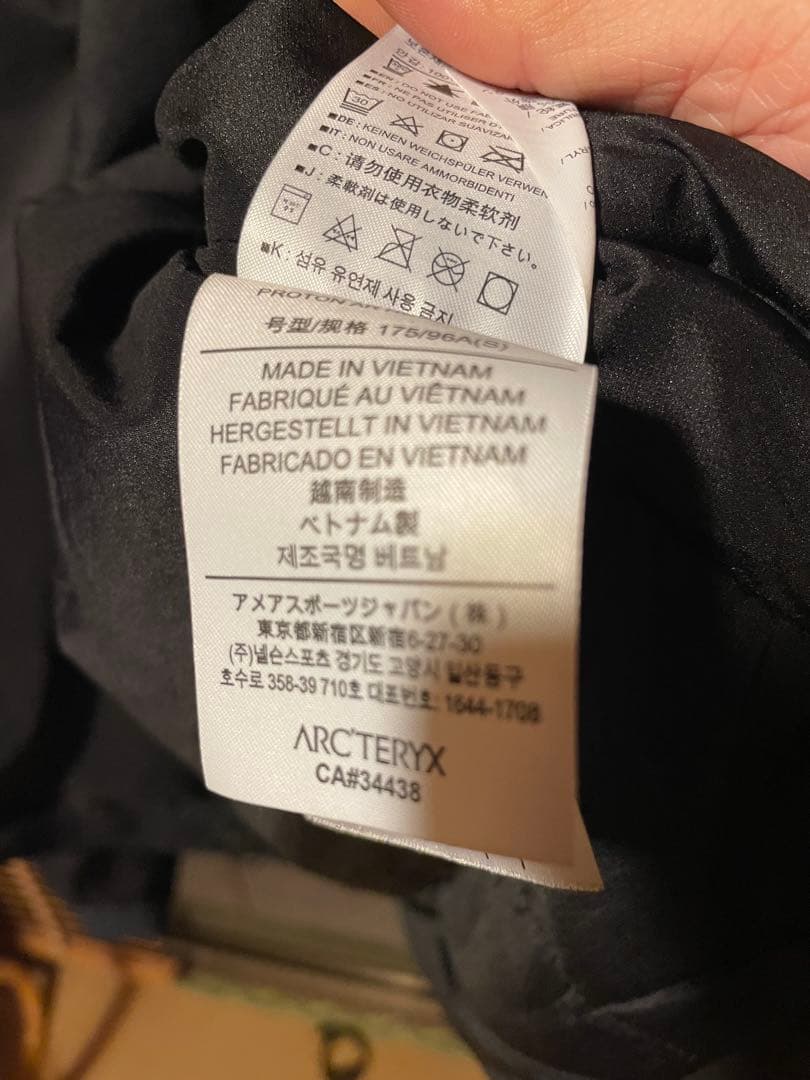 ■EN: DO NOT USE
■FR: NE PAS UTILISER
■ES: NO UTILIZAR
30
■DE: KEINEN WEICHSPÜLER
■IT: NON USARE AMMORBIDENTI
■C: 请勿使用衣物柔软剂
■J: 柔軟剤は使用しないで下さい。
■K: 섬유 유연제 사용 금지
PROTON
号型/规格 175/96A(S)
MADE IN VIETNAM
FABRIQUÉ AU VIÊTNAM
HERGESTELLT IN VIETNAM
FABRICADO EN VIETNAM
越南制造
ベトナム製
제조국명 베트남
アメアスポーツジャパン(株)
東京都新宿区新宿6-27-30
(주)넬슨스포츠 경기도 고양시 일산동구
호수로 358-39 710호 대표번호: 1644-1708
ARC'TERYX
CA#34438